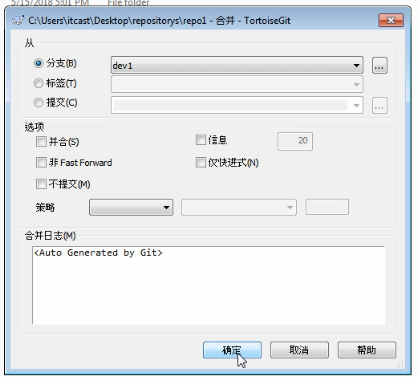 5/15/2018 5:01 PM File folder
C:\Users\itcast\Desktop\repositorys\repo1 - 合并 - TortoiseGit
从
分支(B) dev1 ...
标签(T)
提交(C) ...
选项
并合(S) 信息 20
非 Fast Forward 仅快进式(N)
不提交(M)
策略
合并日志(M)
<Auto Generated by Git>
确定 取消 帮助